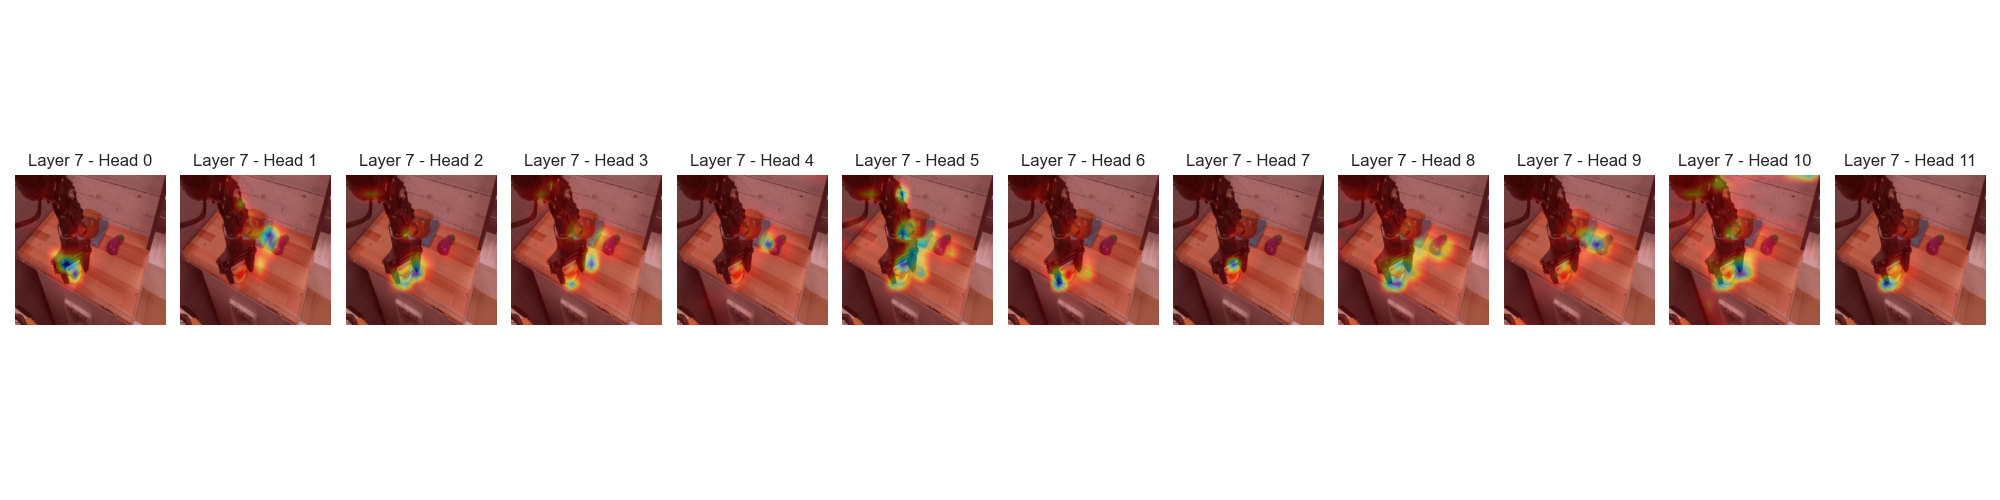 Layer 7 - Head 0
Layer 7 - Head 1
Layer 7 - Head 2
Layer 7 - Head 3
Layer 7 - Head 4
Layer 7 - Head 5
Layer 7 - Head 6
Layer 7 - Head 7
Layer 7 - Head 8
Layer 7 - Head 9
Layer 7 - Head 10
Layer 7 - Head 11